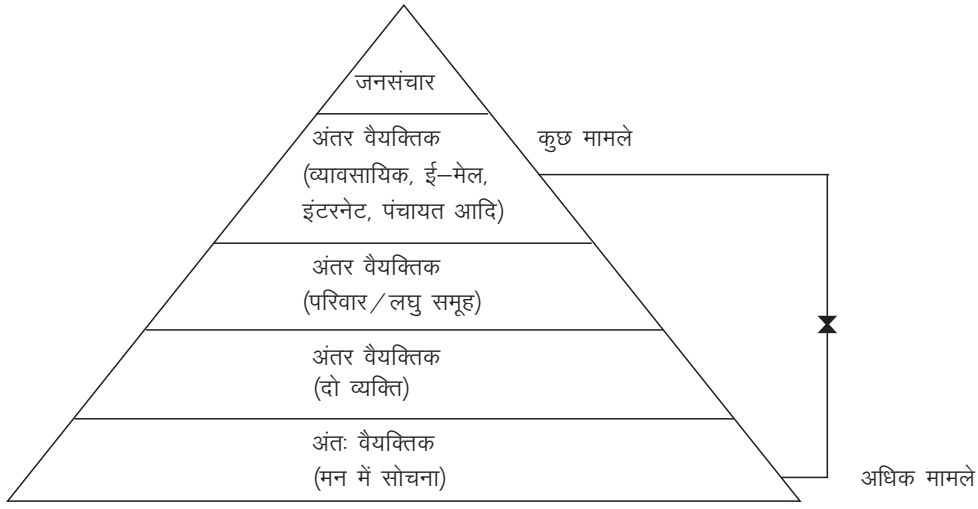 जनसंचार
अंतर वैयक्तिक
कुछ मामले
(व्यावसायिक, ई–मेल,
इंटरनेट, पंचायत आदि)
अंतर वैयक्तिक
(परिवार/लघु समूह)
अंतर वैयक्तिक
(दो व्यक्ति)
अंतः वैयक्तिक
(मन में सोचना)
अधिक मामले